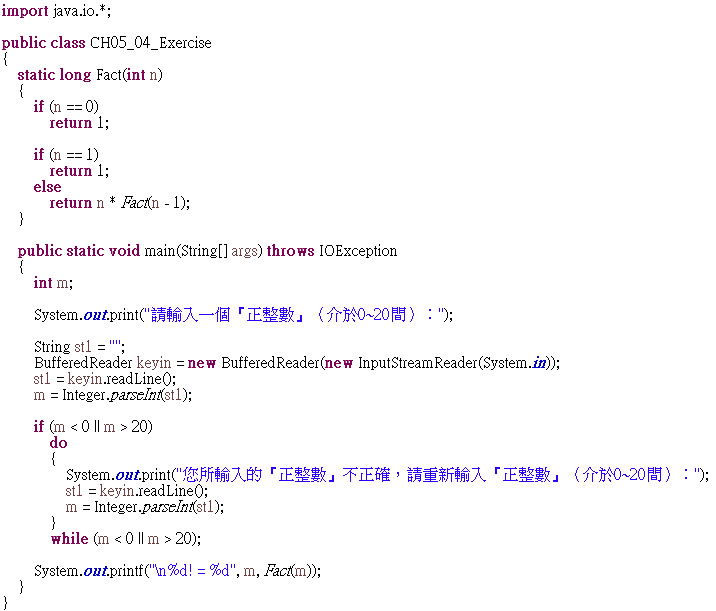 import java.io.*;

public class CH05_04_Exercise
{
    static long Fact(int n)
    {
        if (n == 0)
            return 1;

        if (n == 1)
            return 1;
        else
            return n * Fact(n - 1);
    }

    public static void main(String[] args) throws IOException
    {
        int m;

        System.out.print("請輸入一個『正整數』（介於0~20間）：");

        String st1 = "";
        BufferedReader keyin = new BufferedReader(new InputStreamReader(System.in));
        st1 = keyin.readLine();
        m = Integer.parseInt(st1);

        if (m < 0 || m > 20)
            do
            {
                System.out.print("您所輸入的『正整數』不正確，請重新輸入『正整數』（介於0~20間）：");
                st1 = keyin.readLine();
                m = Integer.parseInt(st1);
            }
            while (m < 0 || m > 20);

        System.out.printf("\n%d! = %d", m, Fact(m));
    }
}